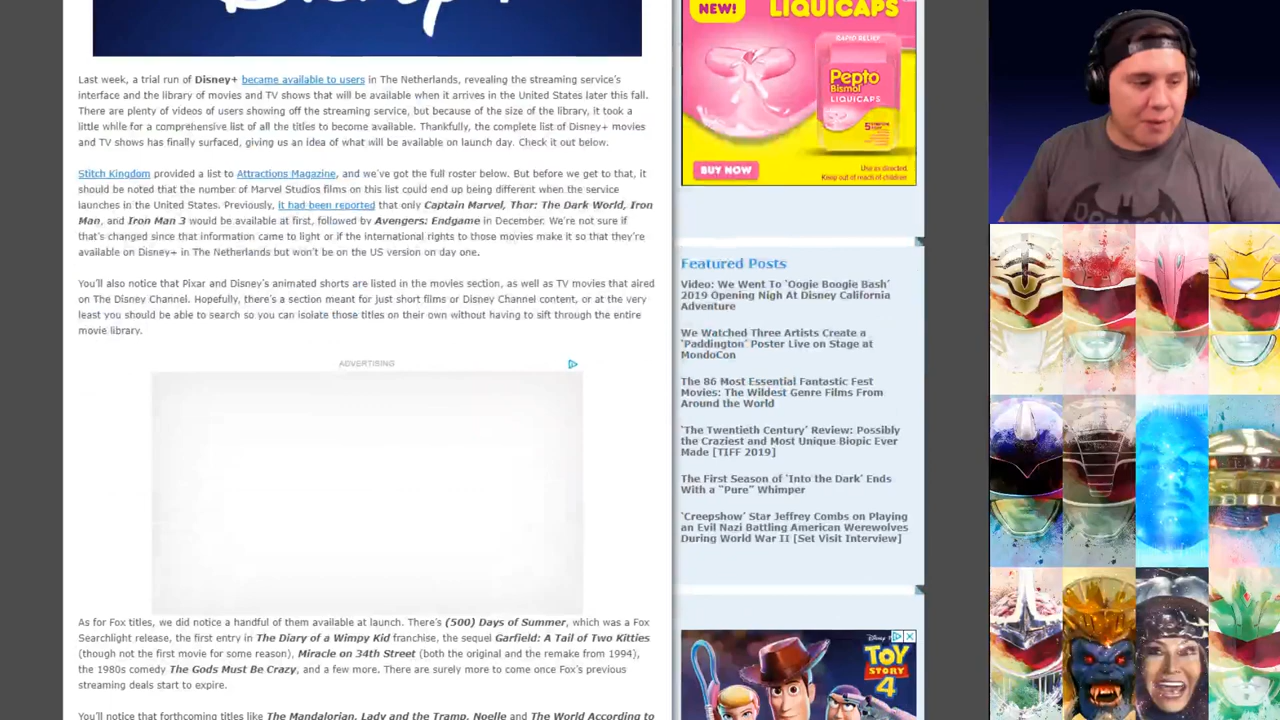 Disney+
Last week, a trial run of Disney+ became available to users in The Netherlands, revealing the streaming service's
interface and the library of movies and TV shows that will be available when it arrives in the United States later this fall.
There are plenty of videos of users showing off the streaming service, but because of the size of the library, it took a
little while for a comprehensive list of all the titles to become available. Thankfully, the complete list of Disney+ movies
and TV shows has finally surfaced, giving us an idea of what will be available on launch day. Check it out below.
Stitch Kingdom provided a list to Attractions Magazine, and we've got the full roster below. But before we get to that, it
should be noted that the number of Marvel Studios films on this list could end up being different when the service
launches in the United States. Previously, it had been reported that only Captain Marvel, Thor: The Dark World, Iron
Man, and Iron Man 3 would be available at first, followed by Avengers: Endgame in December. We're not sure if
that's changed since that information came to light or if the international rights to those movies make it so that they're
available on Disney+ in The Netherlands but won't be on the US version on day one.
You'll also notice that Pixar and Disney's animated shorts are listed in the movies section, as well as TV movies that aired
on The Disney Channel. Hopefully, there's a section meant for just short films or Disney Channel content, or at the very
least you should be able to search so you can isolate those titles on their own without having to sift through the entire
movie library.
ADVERTISING
As for Fox titles, we did notice a handful of them available at launch. There's (500) Days of Summer, which was a Fox
Searchlight release, the first entry in The Diary of a Wimpy Kid franchise, the sequel Garfield: A Tail of Two Kitties
(though not the first movie for some reason), Miracle on 34th Street (both the original and the remake from 1994),
the 1980s comedy The Gods Must Be Crazy, and a few more. There are surely more to come once Fox's previous
streaming deals start to expire.
You'll notice that forthcoming titles like The Mandalorian, Lady and the Tramp, Noelle and The World According to
NEW!
LIQUICAPS
RAPID RELIEF
Pepto
Bismol
LIQUICAPS
BUY NOW
Use as directed.
Keep out of reach of children.
Featured Posts
Video: We Went To 'Oogie Boogie Bash'
2019 Opening Nigh At Disney California
Adventure
We Watched Three Artists Create a
'Paddington' Poster Live on Stage at
MondoCon
The 86 Most Essential Fantastic Fest
Movies: The Wildest Genre Films From
Around the World
'The Twentieth Century' Review: Possibly
the Craziest and Most Unique Biopic Ever
Made [TIFF 2019]
The First Season of 'Into the Dark' Ends
With a "Pure" Whimper
'Creepshow' Star Jeffrey Combs on Playing
an Evil Nazi Battling American Werewolves
During World War II [Set Visit Interview]
Disney
TOY
STORY
4